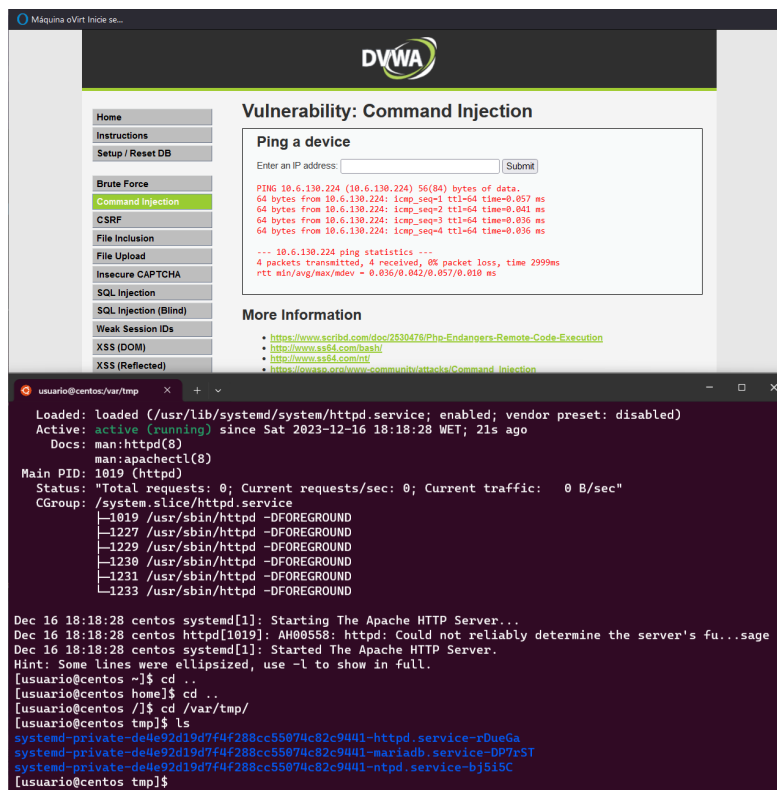 Máquina oVirt Inicie se...
DVWA
Home
Instructions
Setup / Reset DB
Brute Force
Command Injection
CSRF
File Inclusion
File Upload
Insecure CAPTCHA
SQL Injection
SQL Injection (Blind)
Weak Session IDs
XSS (DOM)
XSS (Reflected)
Vulnerability: Command Injection
Ping a device
Enter an IP address:
Submit
PING 10.6.130.224 (10.6.130.224) 56(84) bytes of data.
64 bytes from 10.6.130.224: icmp_seq=1 ttl=64 time=0.057 ms
64 bytes from 10.6.130.224: icmp_seq=2 ttl=64 time=0.041 ms
64 bytes from 10.6.130.224: icmp_seq=3 ttl=64 time=0.036 ms
64 bytes from 10.6.130.224: icmp_seq=4 ttl=64 time=0.036 ms
--- 10.6.130.224 ping statistics ---
4 packets transmitted, 4 received, 0% packet loss, time 2999ms
rtt min/avg/max/mdev = 0.036/0.042/0.057/0.010 ms
More Information
https://www.scribd.com/doc/2530476/Php-Endangers-Remote-Code-Execution
http://www.ss64.com/bash/
http://www.ss64.com/nt/
https://owasp.org/www-community/attacks/Command_Injection
usuario@centos:/var/tmp
Loaded: loaded (/usr/lib/systemd/system/httpd.service; enabled; vendor preset: disabled)
Active: active (running) since Sat 2023-12-16 18:18:28 WET; 21s ago
Docs: man:httpd(8)
man:apachectl(8)
Main PID: 1019 (httpd)
Status: "Total requests: 0; Current requests/sec: 0; Current traffic:   0 B/sec"
CGroup: /system.slice/httpd.service
├─1019 /usr/sbin/httpd -DFOREGROUND
├─1227 /usr/sbin/httpd -DFOREGROUND
├─1229 /usr/sbin/httpd -DFOREGROUND
├─1230 /usr/sbin/httpd -DFOREGROUND
├─1231 /usr/sbin/httpd -DFOREGROUND
└─1233 /usr/sbin/httpd -DFOREGROUND
Dec 16 18:18:28 centos systemd[1]: Starting The Apache HTTP Server...
Dec 16 18:18:28 centos httpd[1019]: AH00558: httpd: Could not reliably determine the server's fu...sage
Dec 16 18:18:28 centos systemd[1]: Started The Apache HTTP Server.
Hint: Some lines were ellipsized, use -l to show in full.
[usuario@centos ~]$ cd ..
[usuario@centos home]$ cd ..
[usuario@centos /]$ cd /var/tmp/
[usuario@centos tmp]$ ls
systemd-private-de4e92d19d7f4f288cc55074c82c9441-httpd.service-rDueGa
systemd-private-de4e92d19d7f4f288cc55074c82c9441-mariadb.service-DP7rST
systemd-private-de4e92d19d7f4f288cc55074c82c9441-ntpd.service-bj5i5C
[usuario@centos tmp]$